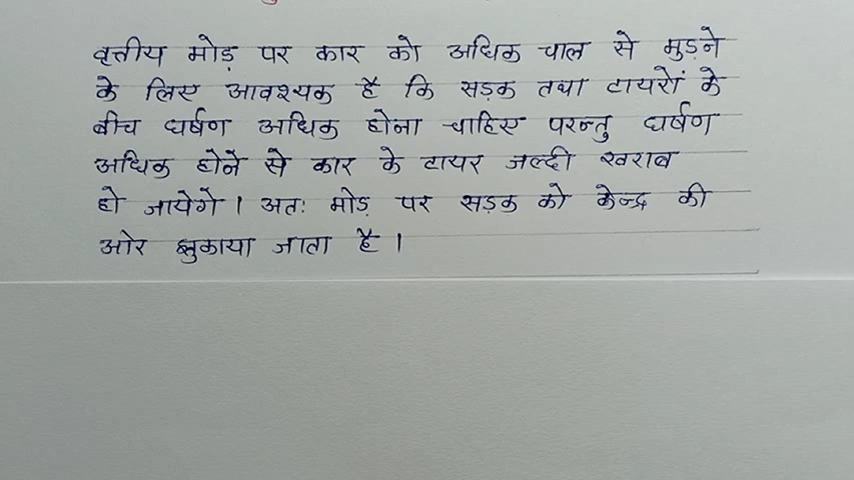 वृत्तीय मोड़ पर कार को अधिक चाल से मुड़ने
के लिए आवश्यक है कि सड़क तथा टायरों के
बीच घर्षण अधिक होना चाहिए परन्तु घर्षण
अधिक होने से कार के टायर जल्दी खराब
हो जायेगे। अतः मोड़ पर सड़क को केन्द्र की
ओर झुकाया जाता है।